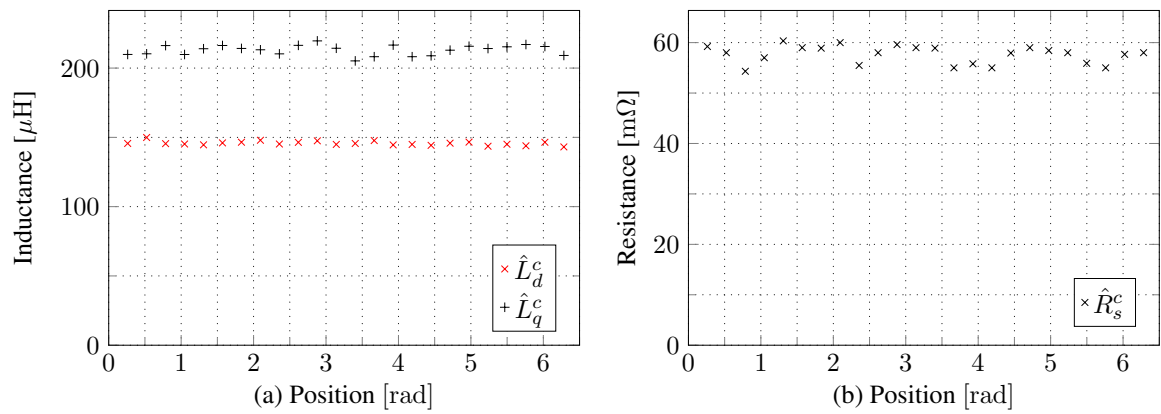 Inductance [μH]
200
100
0
0 1 2 3 4 5 6
(a) Position [rad]
× L̂_d^c
+ L̂_q^c
Resistance [mΩ]
60
40
20
0
1 2 3 4 5 6
(b) Position [rad]
× R̂_s^c